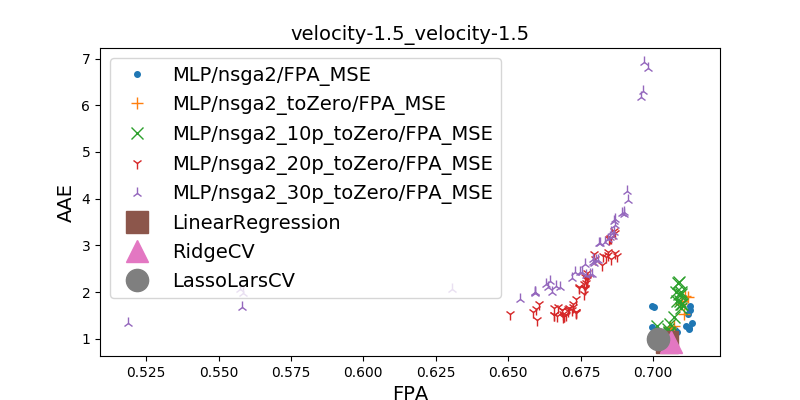 velocity-1.5_velocity-1.5
AAE
7
6
5
4
3
2
1
MLP/nsga2/FPA_MSE
MLP/nsga2_toZero/FPA_MSE
MLP/nsga2_10p_toZero/FPA_MSE
MLP/nsga2_20p_toZero/FPA_MSE
MLP/nsga2_30p_toZero/FPA_MSE
LinearRegression
RidgeCV
LassoLarsCV
0.525 0.550 0.575 0.600 0.625 0.650 0.675 0.700
FPA